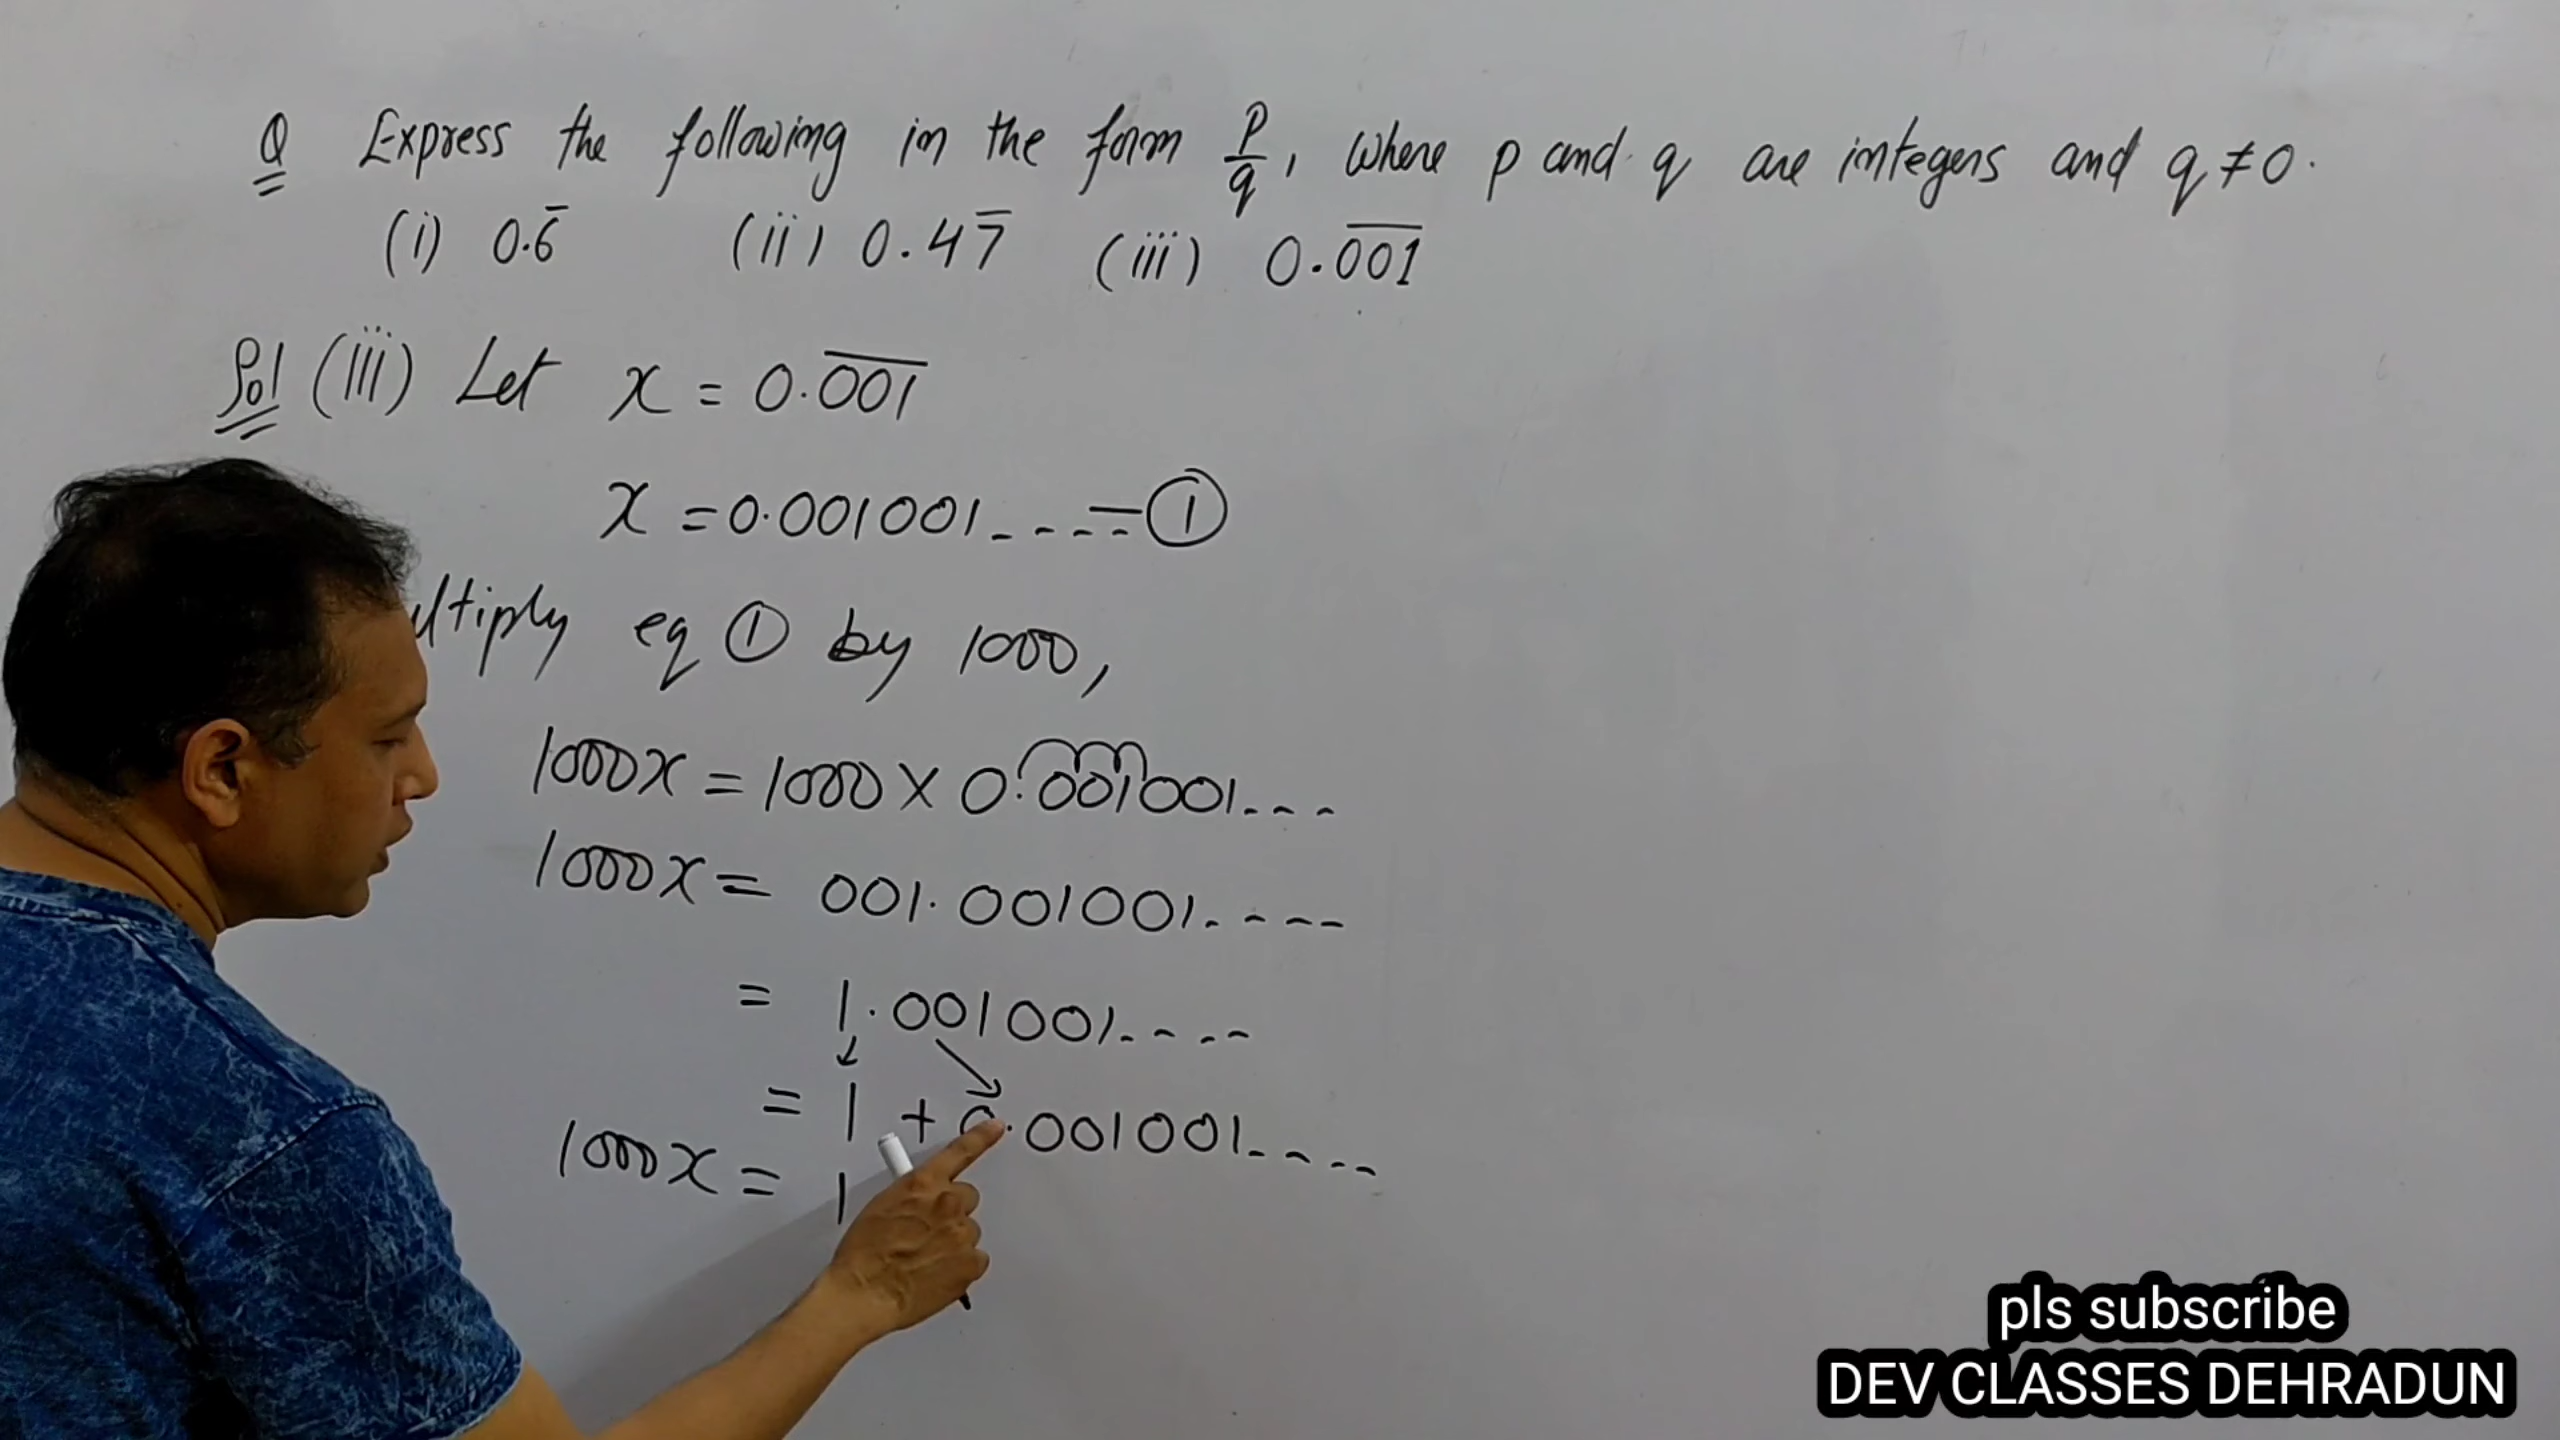 Q Express the following in the form p/q, where p and q are integers and q ≠ 0.
(i) 0.6̅ (ii) 0.47̅ (iii) 0.0̅0̅1̅
Sol (iii) Let x = 0.0̅0̅1̅
x = 0.001001.... — ①
eq ① by 1000,
1000x = 1000 × 0.001001...
1000x = 001.001001....
= 1.001001....
= 1 + 0.001001....
1000x = 1
pls subscribe
DEV CLASSES DEHRADUN